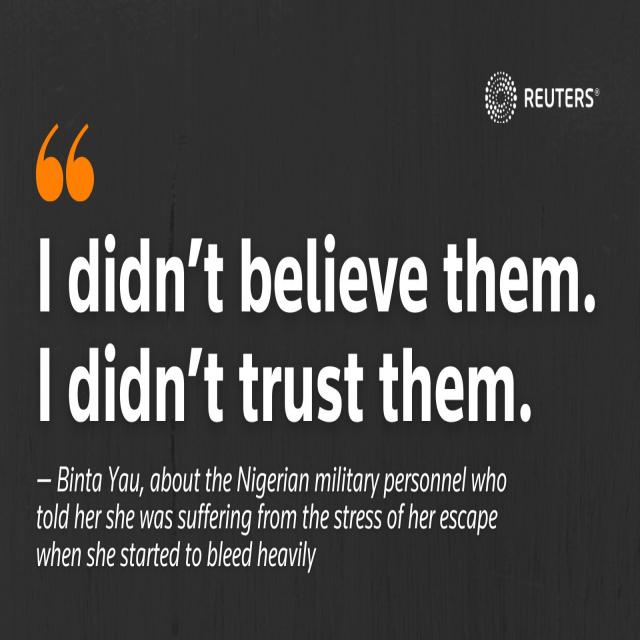 REUTERS®
“
I didn’t believe them.
I didn’t trust them.
– Binta Yau, about the Nigerian military personnel who
told her she was suffering from the stress of her escape
when she started to bleed heavily